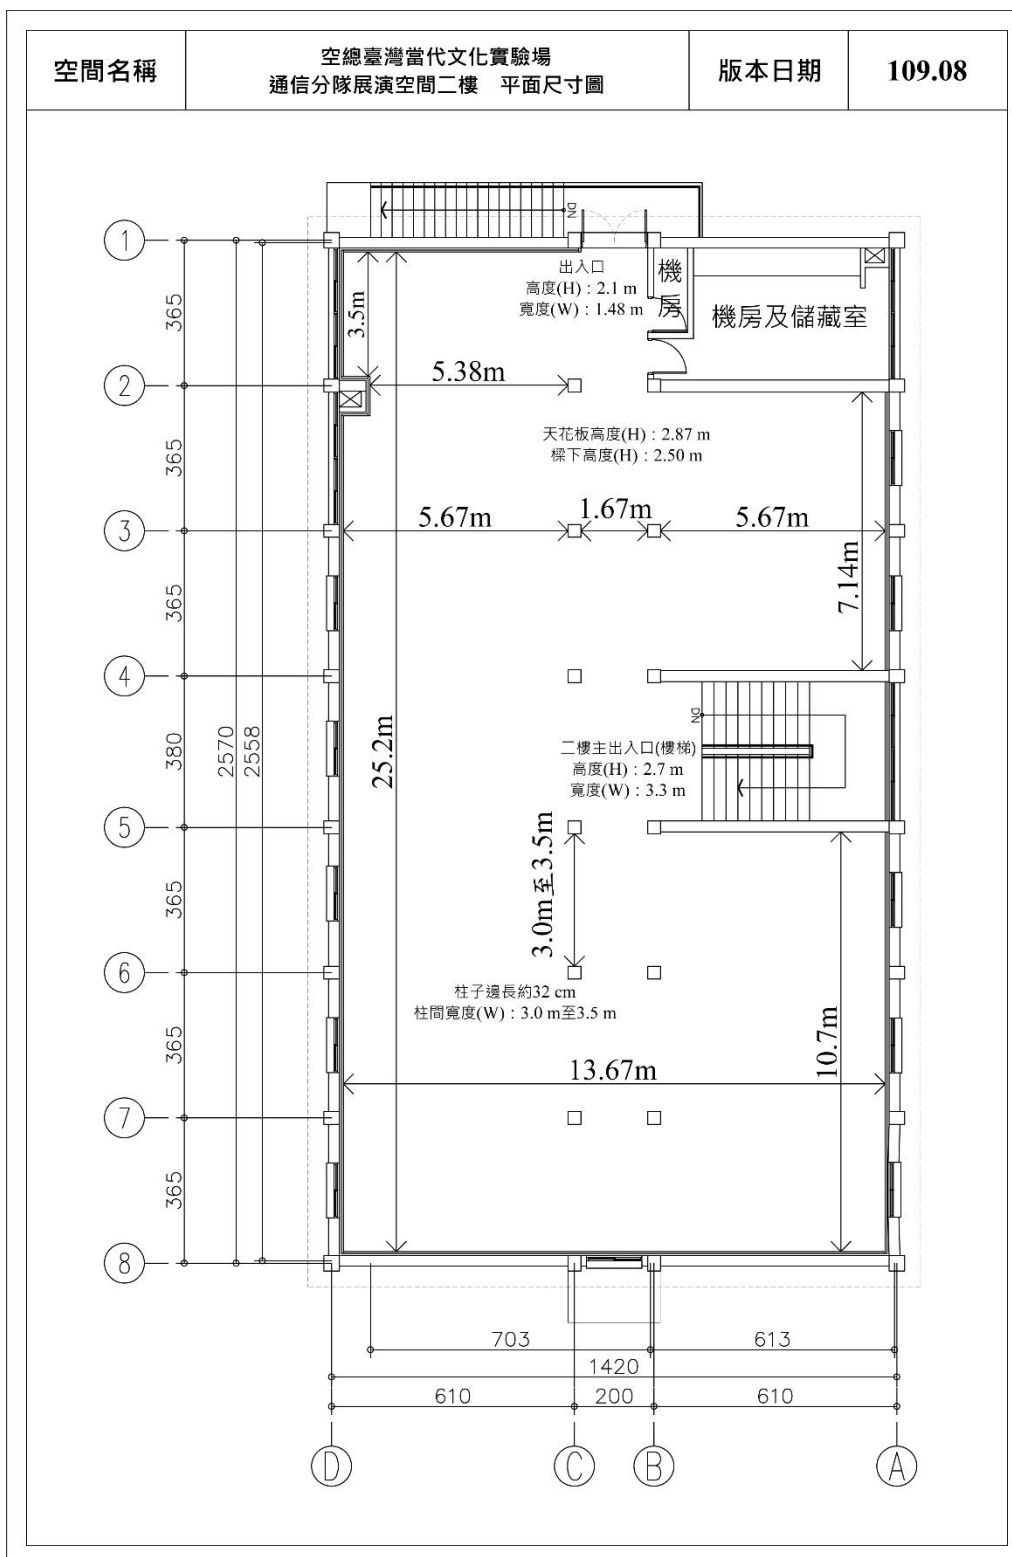 空間名稱
空總臺灣當代文化實驗場
通信分隊展演空間二樓 平面尺寸圖
版本日期
109.08
DN
1
出入口
高度(H) : 2.1 m
寬度(W) : 1.48 m
機房
機房及儲藏室
3.5m
365
2
5.38m
天花板高度(H) : 2.87 m
樑下高度(H) : 2.50 m
365
3
5.67m
1.67m
5.67m
7.14m
365
4
25.2m
2570
2558
380
DN
二樓主出入口(樓梯)
高度(H) : 2.7 m
寬度(W) : 3.3 m
5
3.0m至3.5m
365
6
柱子邊長約32 cm
柱間寬度(W) : 3.0 m至3.5 m
10.7m
365
13.67m
7
365
8
703
613
1420
610
200
610
D
C
B
A